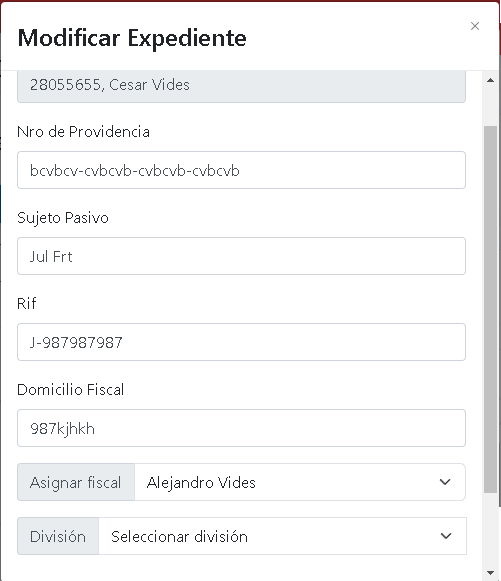 Modificar Expediente
×
28055655, Cesar Vides
Nro de Providencia
bcvbcv-cvbcvb-cvbcvb-cvbcvb
Sujeto Pasivo
Jul Frt
Rif
J-987987987
Domicilio Fiscal
987kjhkh
Asignar fiscal Alejandro Vides
División Seleccionar división